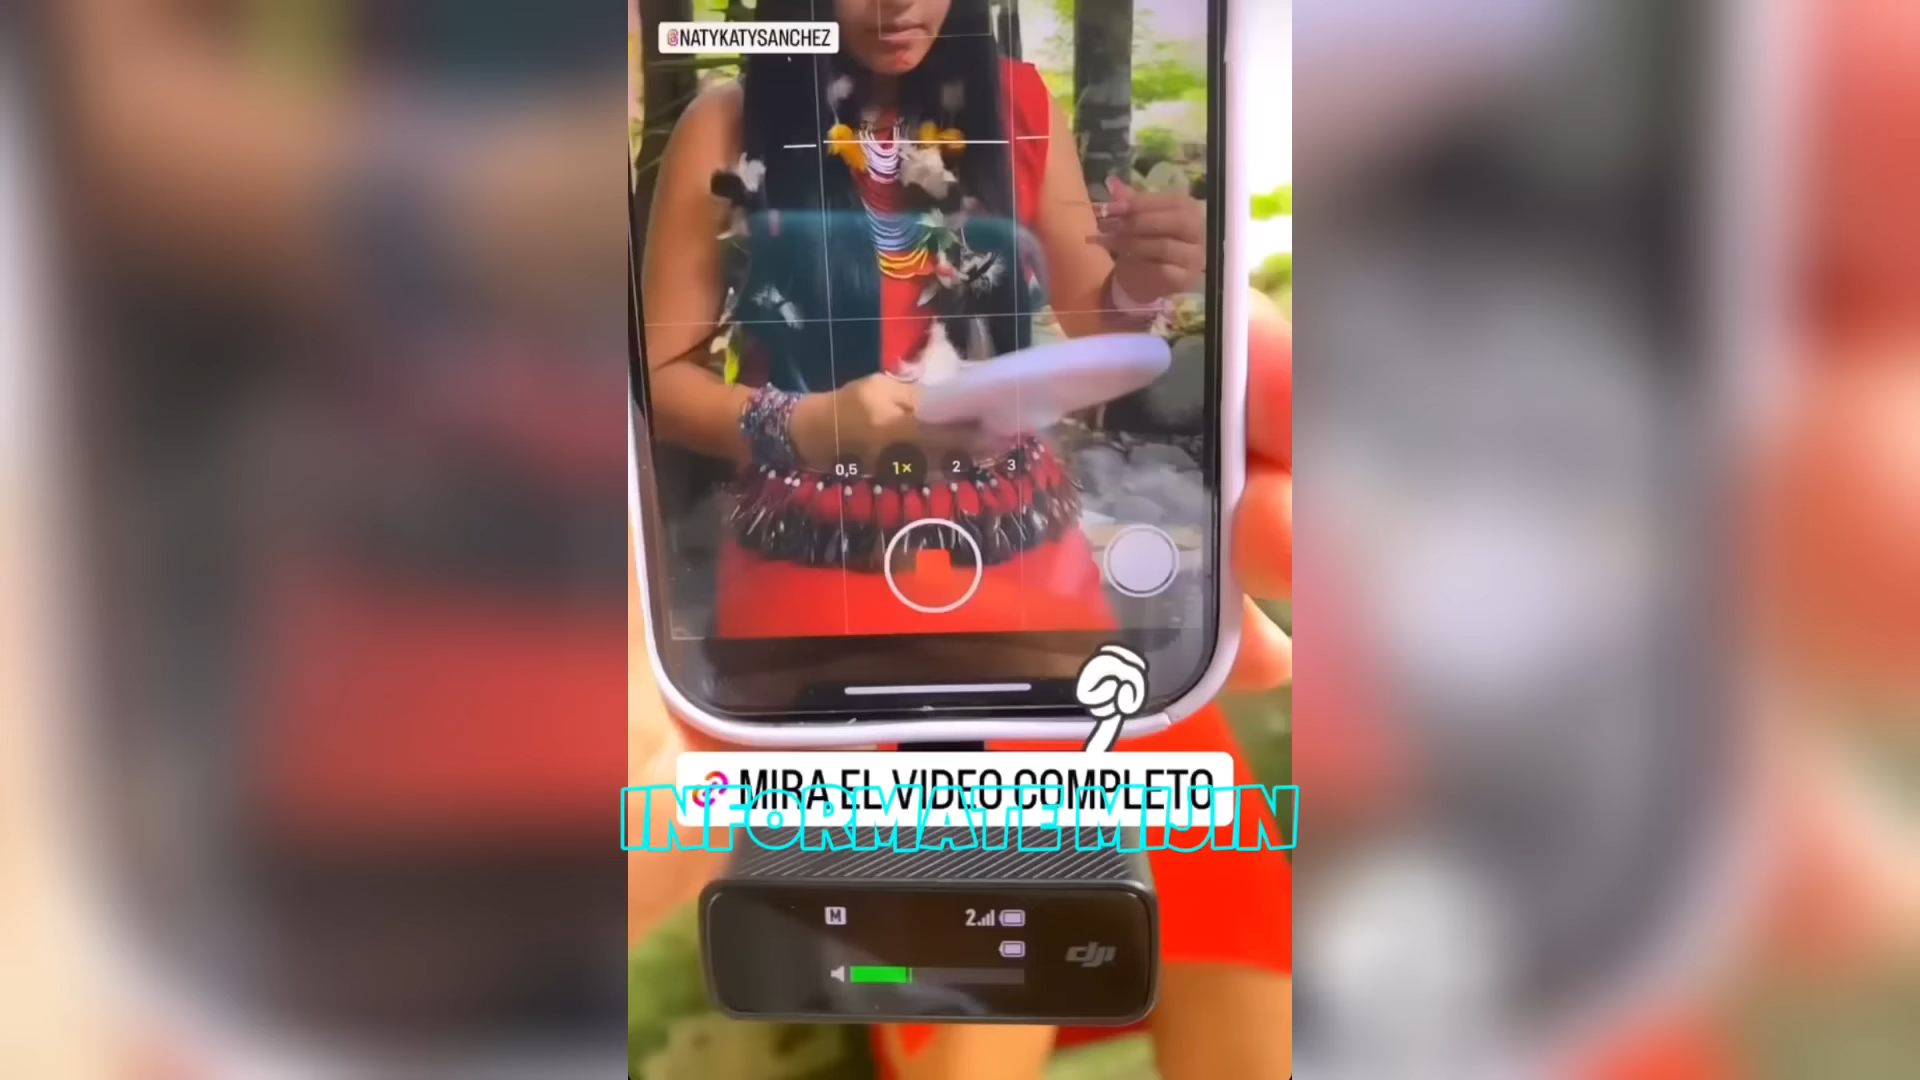 @NATYKATYSANCHEZ
0,5 1× 2 3
MIRA EL VIDEO COMPLETO
INFORMATE MIJIN
M 2
dji